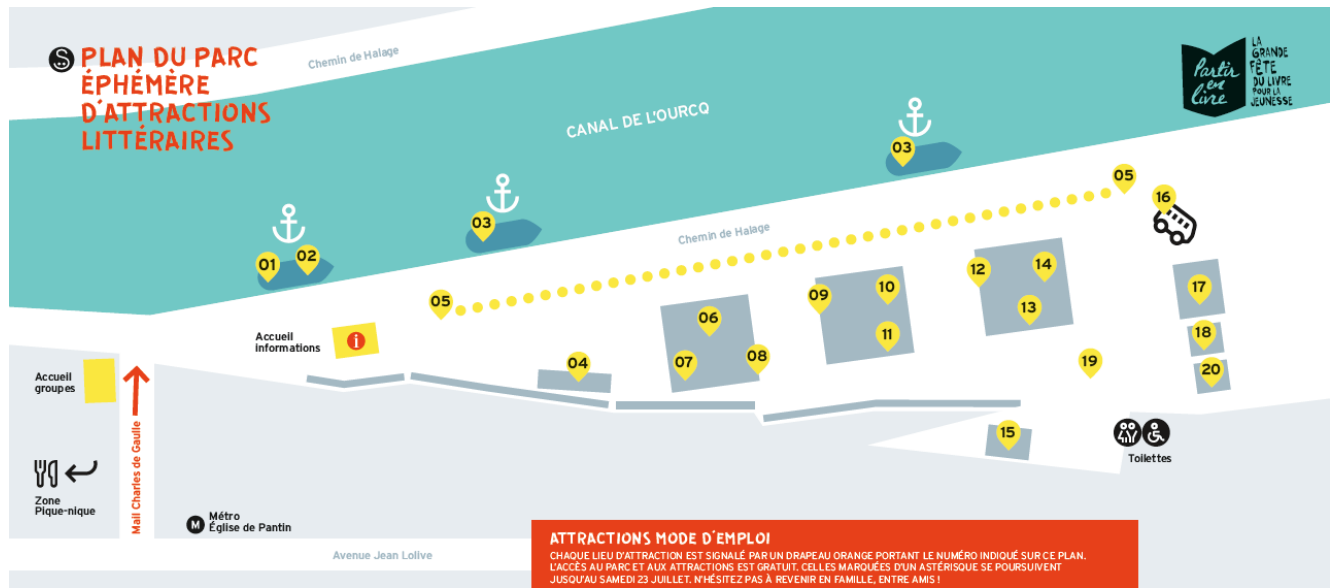 PLAN DU PARC
ÉPHÉMÈRE
D'ATTRACTIONS
LITTÉRAIRES
Chemin de Halage
CANAL DE L'OURCQ
Partir
en
livre
LA
GRANDE
FÊTE
DU LIVRE
POUR LA
JEUNESSE
01
02
03
03
05
05
16
Chemin de Halage
Accueil
informations
i
04
06
07
08
09
10
11
12
14
13
17
18
19
20
15
Toilettes
Accueil
groupes
Mail Charles de Gaulle
Zone
Pique-nique
M
Métro
Église de Pantin
Avenue Jean Lolive
ATTRACTIONS MODE D'EMPLOI
CHAQUE LIEU D'ATTRACTION EST SIGNALÉ PAR UN DRAPEAU ORANGE PORTANT LE NUMÉRO INDIQUÉ SUR CE PLAN.
L'ACCÈS AU PARC ET AUX ATTRACTIONS EST GRATUIT. CELLES MARQUÉES D'UN ASTÉRISQUE SE POURSUIVENT
JUSQU'AU SAMEDI 23 JUILLET. N'HÉSITEZ PAS À REVENIR EN FAMILLE, ENTRE AMIS !